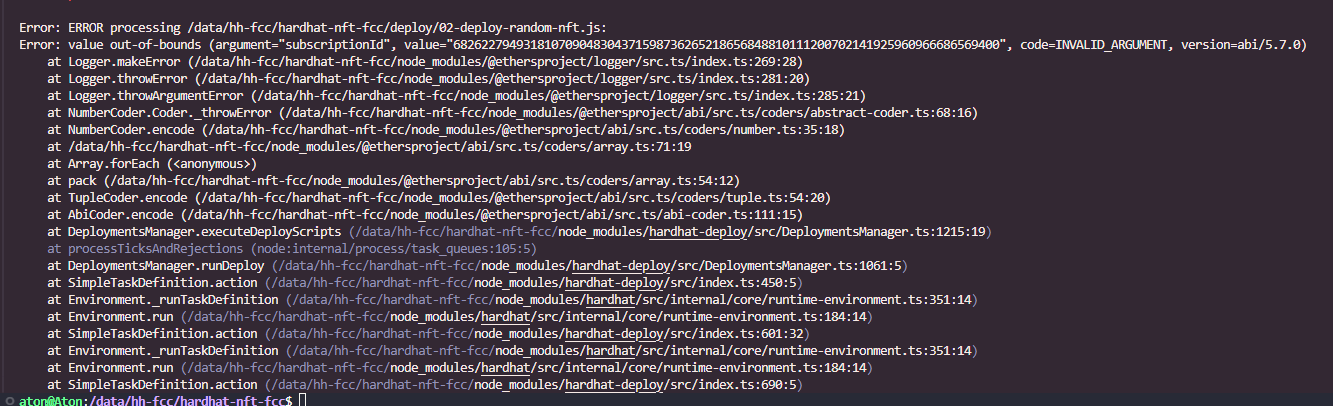 Error: ERROR processing /data/hh-fcc/hardhat-nft-fcc/deploy/02-deploy-random-nft.js:
Error: value out-of-bounds (argument="subscriptionId", value="68262279493181070904830437159873626521865684881011120070214192596096668656940​0", code=INVALID_ARGUMENT, version=abi/5.7.0)
at Logger.makeError (/data/hh-fcc/hardhat-nft-fcc/node_modules/@ethersproject/logger/src.ts/index.ts:269:28)
at Logger.throwError (/data/hh-fcc/hardhat-nft-fcc/node_modules/@ethersproject/logger/src.ts/index.ts:281:20)
at Logger.throwArgumentError (/data/hh-fcc/hardhat-nft-fcc/node_modules/@ethersproject/logger/src.ts/index.ts:285:21)
at NumberCoder.Coder._throwError (/data/hh-fcc/hardhat-nft-fcc/node_modules/@ethersproject/abi/src.ts/coders/abstract-coder.ts:68:16)
at NumberCoder.encode (/data/hh-fcc/hardhat-nft-fcc/node_modules/@ethersproject/abi/src.ts/coders/number.ts:35:18)
at /data/hh-fcc/hardhat-nft-fcc/node_modules/@ethersproject/abi/src.ts/coders/array.ts:71:19
at Array.forEach (<anonymous>)
at pack (/data/hh-fcc/hardhat-nft-fcc/node_modules/@ethersproject/abi/src.ts/coders/array.ts:54:12)
at TupleCoder.encode (/data/hh-fcc/hardhat-nft-fcc/node_modules/@ethersproject/abi/src.ts/coders/tuple.ts:54:20)
at AbiCoder.encode (/data/hh-fcc/hardhat-nft-fcc/node_modules/@ethersproject/abi/src.ts/abi-coder.ts:111:15)
at DeploymentsManager.executeDeployScripts (/data/hh-fcc/hardhat-nft-fcc/node_modules/hardhat-deploy/src/DeploymentsManager.ts:1215:19)
at processTicksAndRejections (node:internal/process/task_queues:105:5)
at DeploymentsManager.runDeploy (/data/hh-fcc/hardhat-nft-fcc/node_modules/hardhat-deploy/src/DeploymentsManager.ts:1061:5)
at SimpleTaskDefinition.action (/data/hh-fcc/hardhat-nft-fcc/node_modules/hardhat-deploy/src/index.ts:450:5)
at Environment._runTaskDefinition (/data/hh-fcc/hardhat-nft-fcc/node_modules/hardhat/src/internal/core/runtime-environment.ts:351:14)
at Environment.run (/data/hh-fcc/hardhat-nft-fcc/node_modules/hardhat/src/internal/core/runtime-environment.ts:184:14)
at SimpleTaskDefinition.action (/data/hh-fcc/hardhat-nft-fcc/node_modules/hardhat-deploy/src/index.ts:601:32)
at Environment._runTaskDefinition (/data/hh-fcc/hardhat-nft-fcc/node_modules/hardhat/src/internal/core/runtime-environment.ts:351:14)
at Environment.run (/data/hh-fcc/hardhat-nft-fcc/node_modules/hardhat/src/internal/core/runtime-environment.ts:184:14)
at SimpleTaskDefinition.action (/data/hh-fcc/hardhat-nft-fcc/node_modules/hardhat-deploy/src/index.ts:690:5)
aton@Aton:/data/hh-fcc/hardhat-nft-fcc$